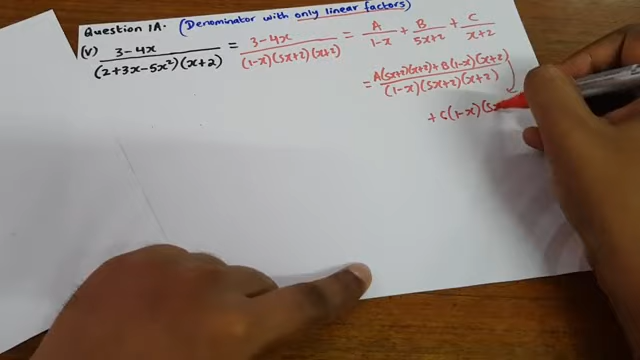 Question 1A. (Denominator with only linear factors)
(v) 3-4x / (2+3x-5x²)(x+2) = 3-4x / (1-x)(5x+2)(x+2) = A / 1-x + B / 5x+2 + C / x+2
= A(5x+2)(x+2) + B(1-x)(x+2) / (1-x)(5x+2)(x+2)
+ C(1-x)(5x